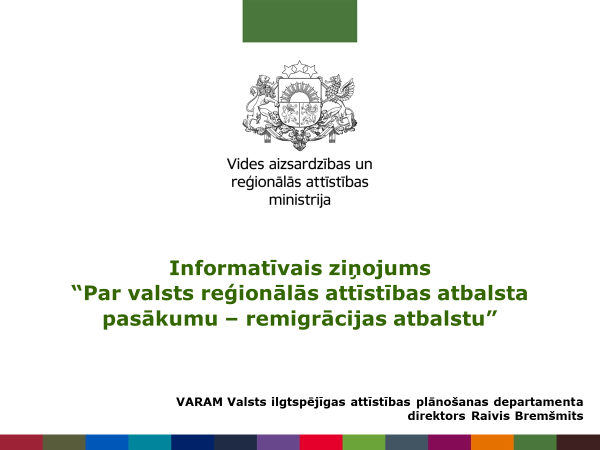 Vides aizsardzības un
reģionālās attīstības
ministrija
Informatīvais ziņojums
“Par valsts reģionālās attīstības atbalsta
pasākumu – remigrācijas atbalstu”
VARAM Valsts ilgtspējīgas attīstības plānošanas departamenta
direktors Raivis Bremšmits